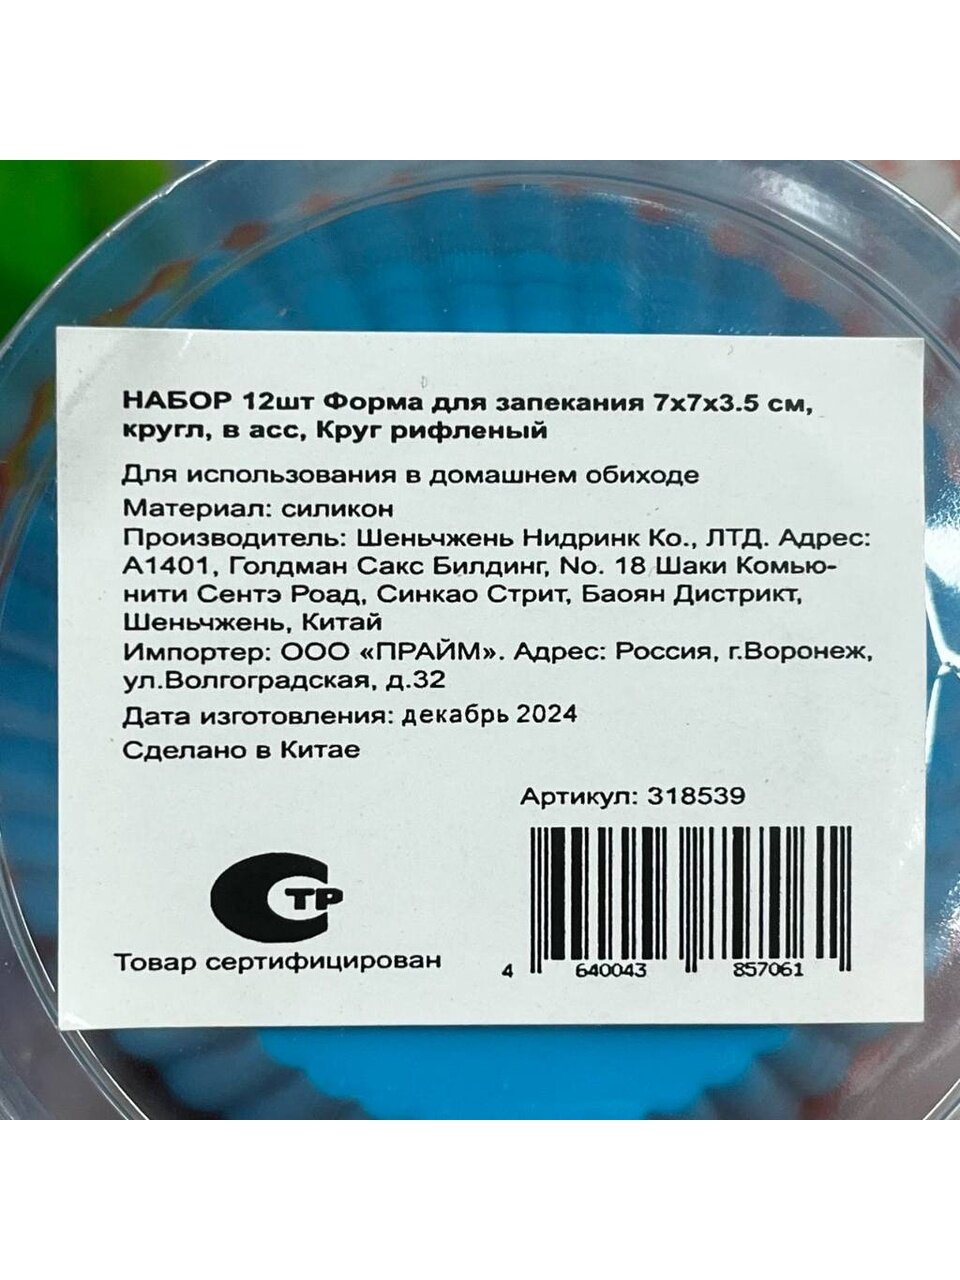 НАБОР 12шт Форма для запекания 7х7х3.5 см,
кругл, в асс, Круг рифленый
Для использования в домашнем обиходе
Материал: силикон
Производитель: Шеньчжень Нидринк Ко., ЛТД. Адрес:
А1401, Голдман Сакс Билдинг, No. 18 Шаки Комью-
нити Сентэ Роад, Синкао Стрит, Баоян Дистрикт,
Шеньчжень, Китай
Импортер: ООО «ПРАЙМ». Адрес: Россия, г.Воронеж,
ул.Волгоградская, д.32
Дата изготовления: декабрь 2024
Сделано в Китае
Артикул: 318539
СТР
Товар сертифицирован
4 640043 857061